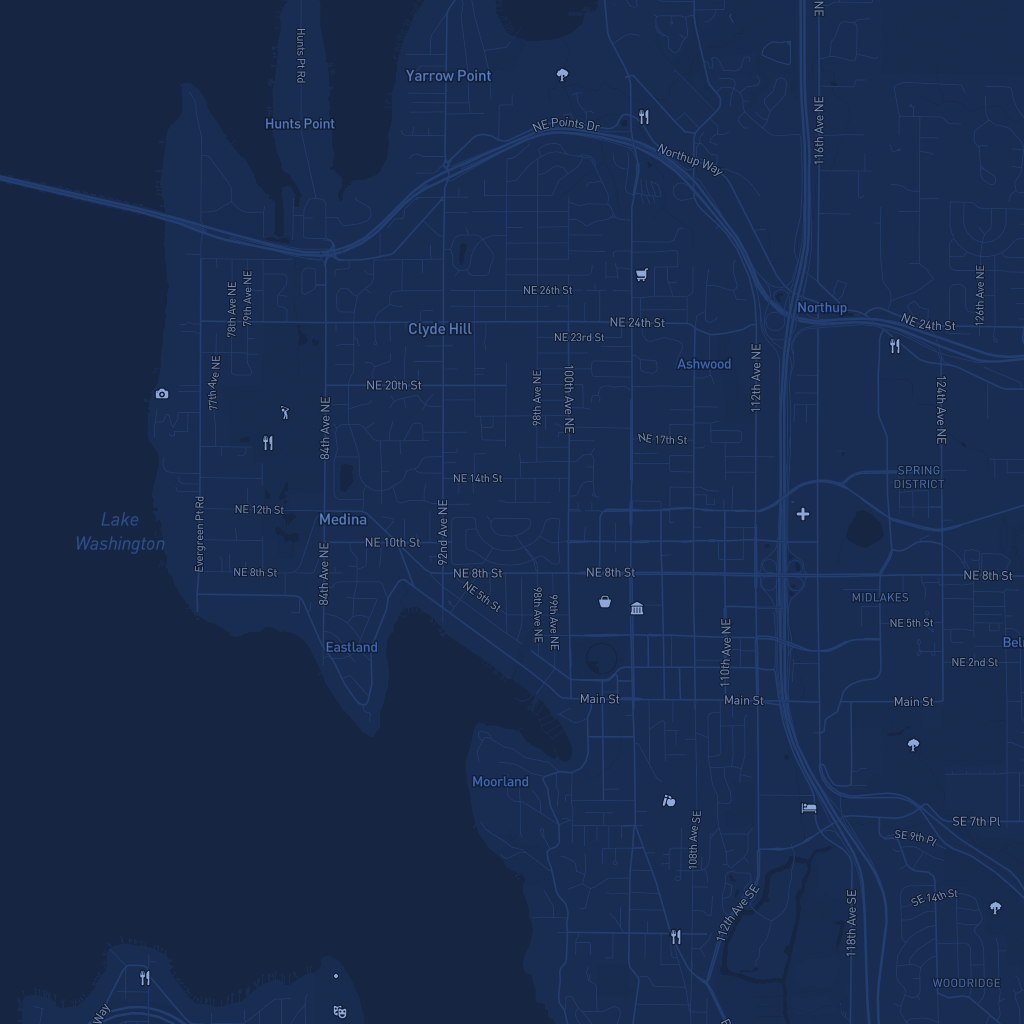 NE
Hunts Pt Rd
Yarrow Point
Hunts Point
NE Points Dr
116th Ave NE
Northup Way
78th Ave NE
79th Ave NE
NE 26th St
126th Ave NE
Northup
NE 24th St
NE 24th St
Clyde Hill
NE 23rd St
Ashwood
77th Ave NE
NE 20th St
98th Ave NE
100th Ave NE
112th Ave NE
124th Ave NE
84th Ave NE
NE 17th St
SPRING
DISTRICT
NE 14th St
Evergreen Pt Rd
NE 12th St
Medina
Lake
Washington
92nd Ave NE
NE 10th St
84th Ave NE
NE 8th St
NE 8th St
NE 8th St
NE 8th St
NE 5th St
98th Ave NE
99th Ave NE
MIDLAKES
NE 5th St
110th Ave NE
Eastland
NE 2nd St
Main St
Main St
Main St
Moorland
108th Ave SE
SE 7th Pl
SE 9th Pl
SE 14th St
112th Ave SE
118th Ave SE
WOODRIDGE
Way